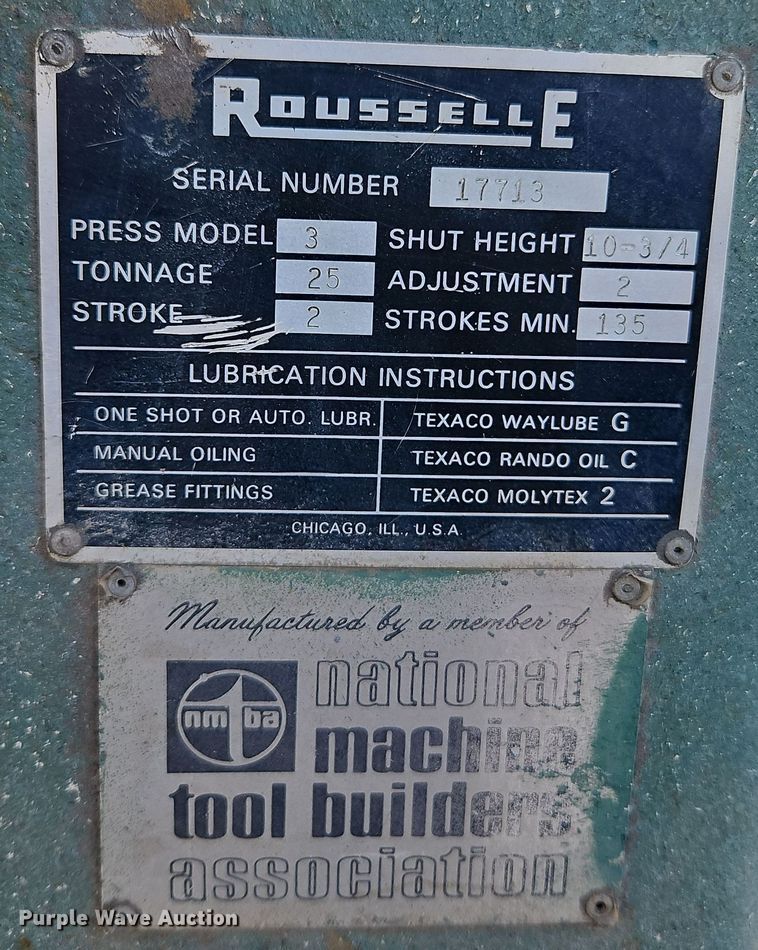 ROUSSELLE
SERIAL NUMBER 17713
PRESS MODEL 3 SHUT HEIGHT 10-3/4
TONNAGE 25 ADJUSTMENT 2
STROKE 2 STROKES MIN. 135
LUBRICATION INSTRUCTIONS
ONE SHOT OR AUTO. LUBR. TEXACO WAYLUBE G
MANUAL OILING TEXACO RANDO OIL C
GREASE FITTINGS TEXACO MOLYTEX 2
CHICAGO, ILL., U.S.A.
Manufactured by a member of
nmtba national
machine
tool builders
association
Purple Wave Auction